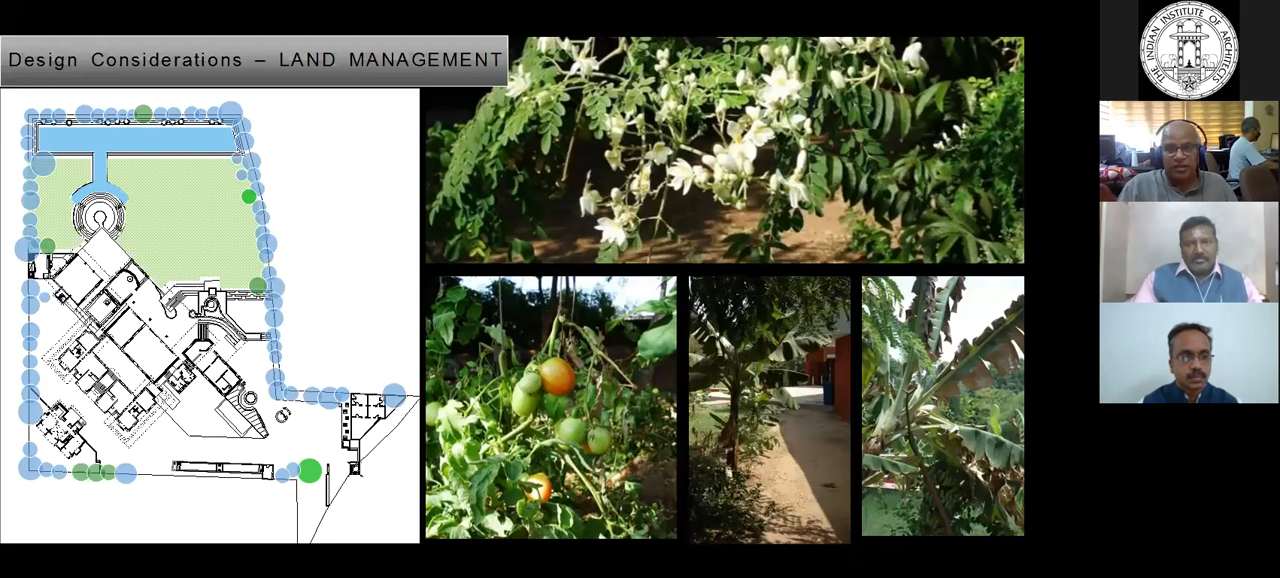 Design Considerations – LAND MANAGEMENT
THE INDIAN INSTITUTE OF ARCHITECTS